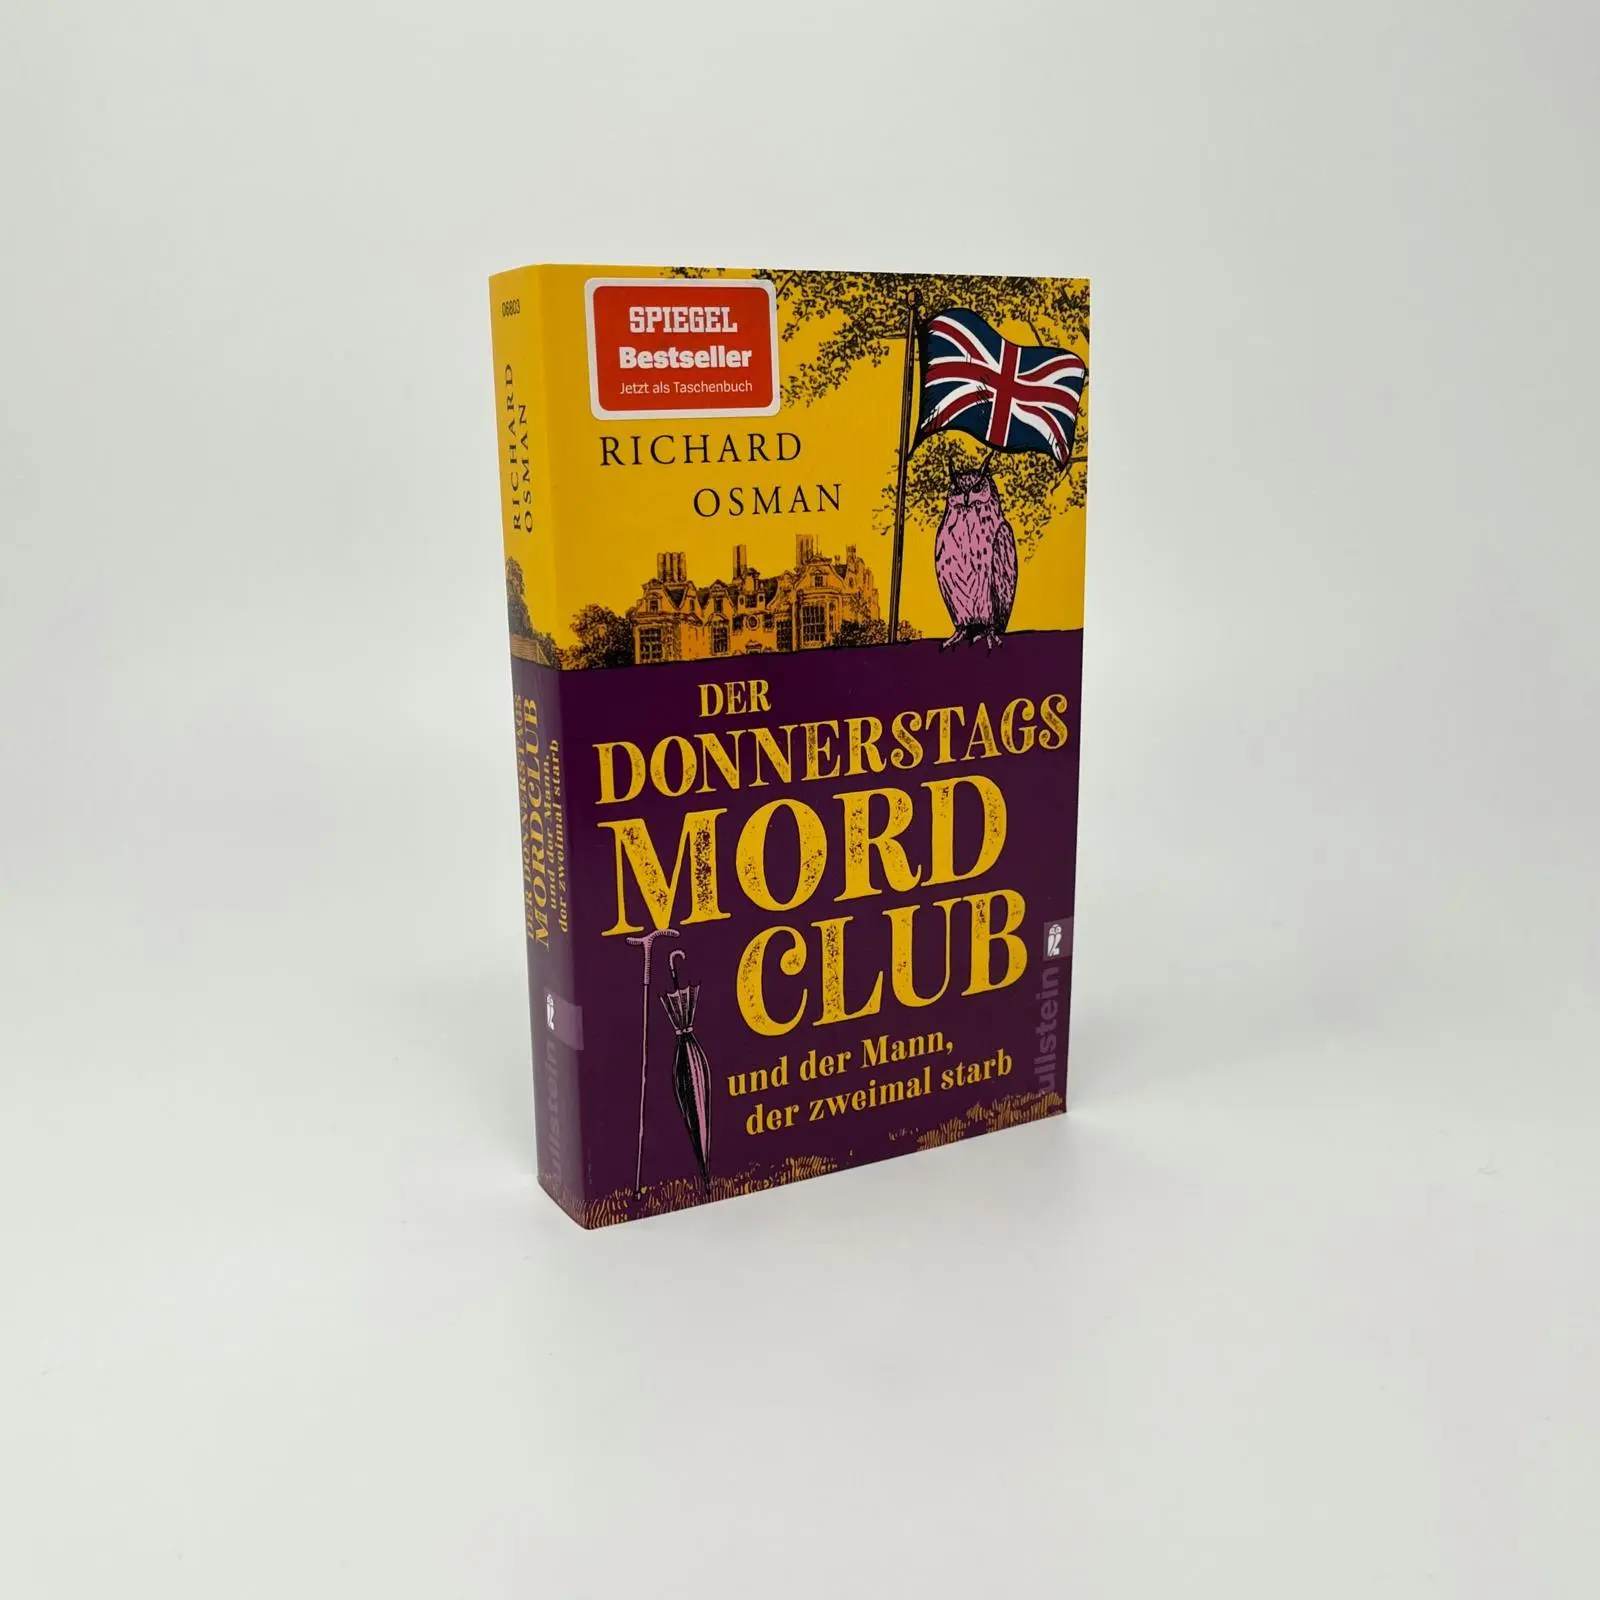 06803
RICHARD
OSMAN
DER DONNERSTAGS
MORDCLUB
und der Mann,
der zweimal starb
ullstein
SPIEGEL
Bestseller
Jetzt als Taschenbuch
RICHARD
OSMAN
DER
DONNERSTAGS
MORD
CLUB
und der Mann,
der zweimal starb
ullstein